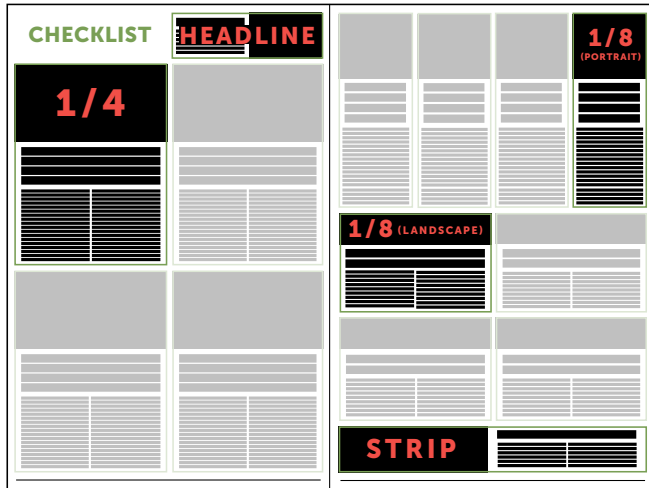 CHECKLIST
HEADLINE
1/4
1/8
(PORTRAIT)
1/8 (LANDSCAPE)
STRIP